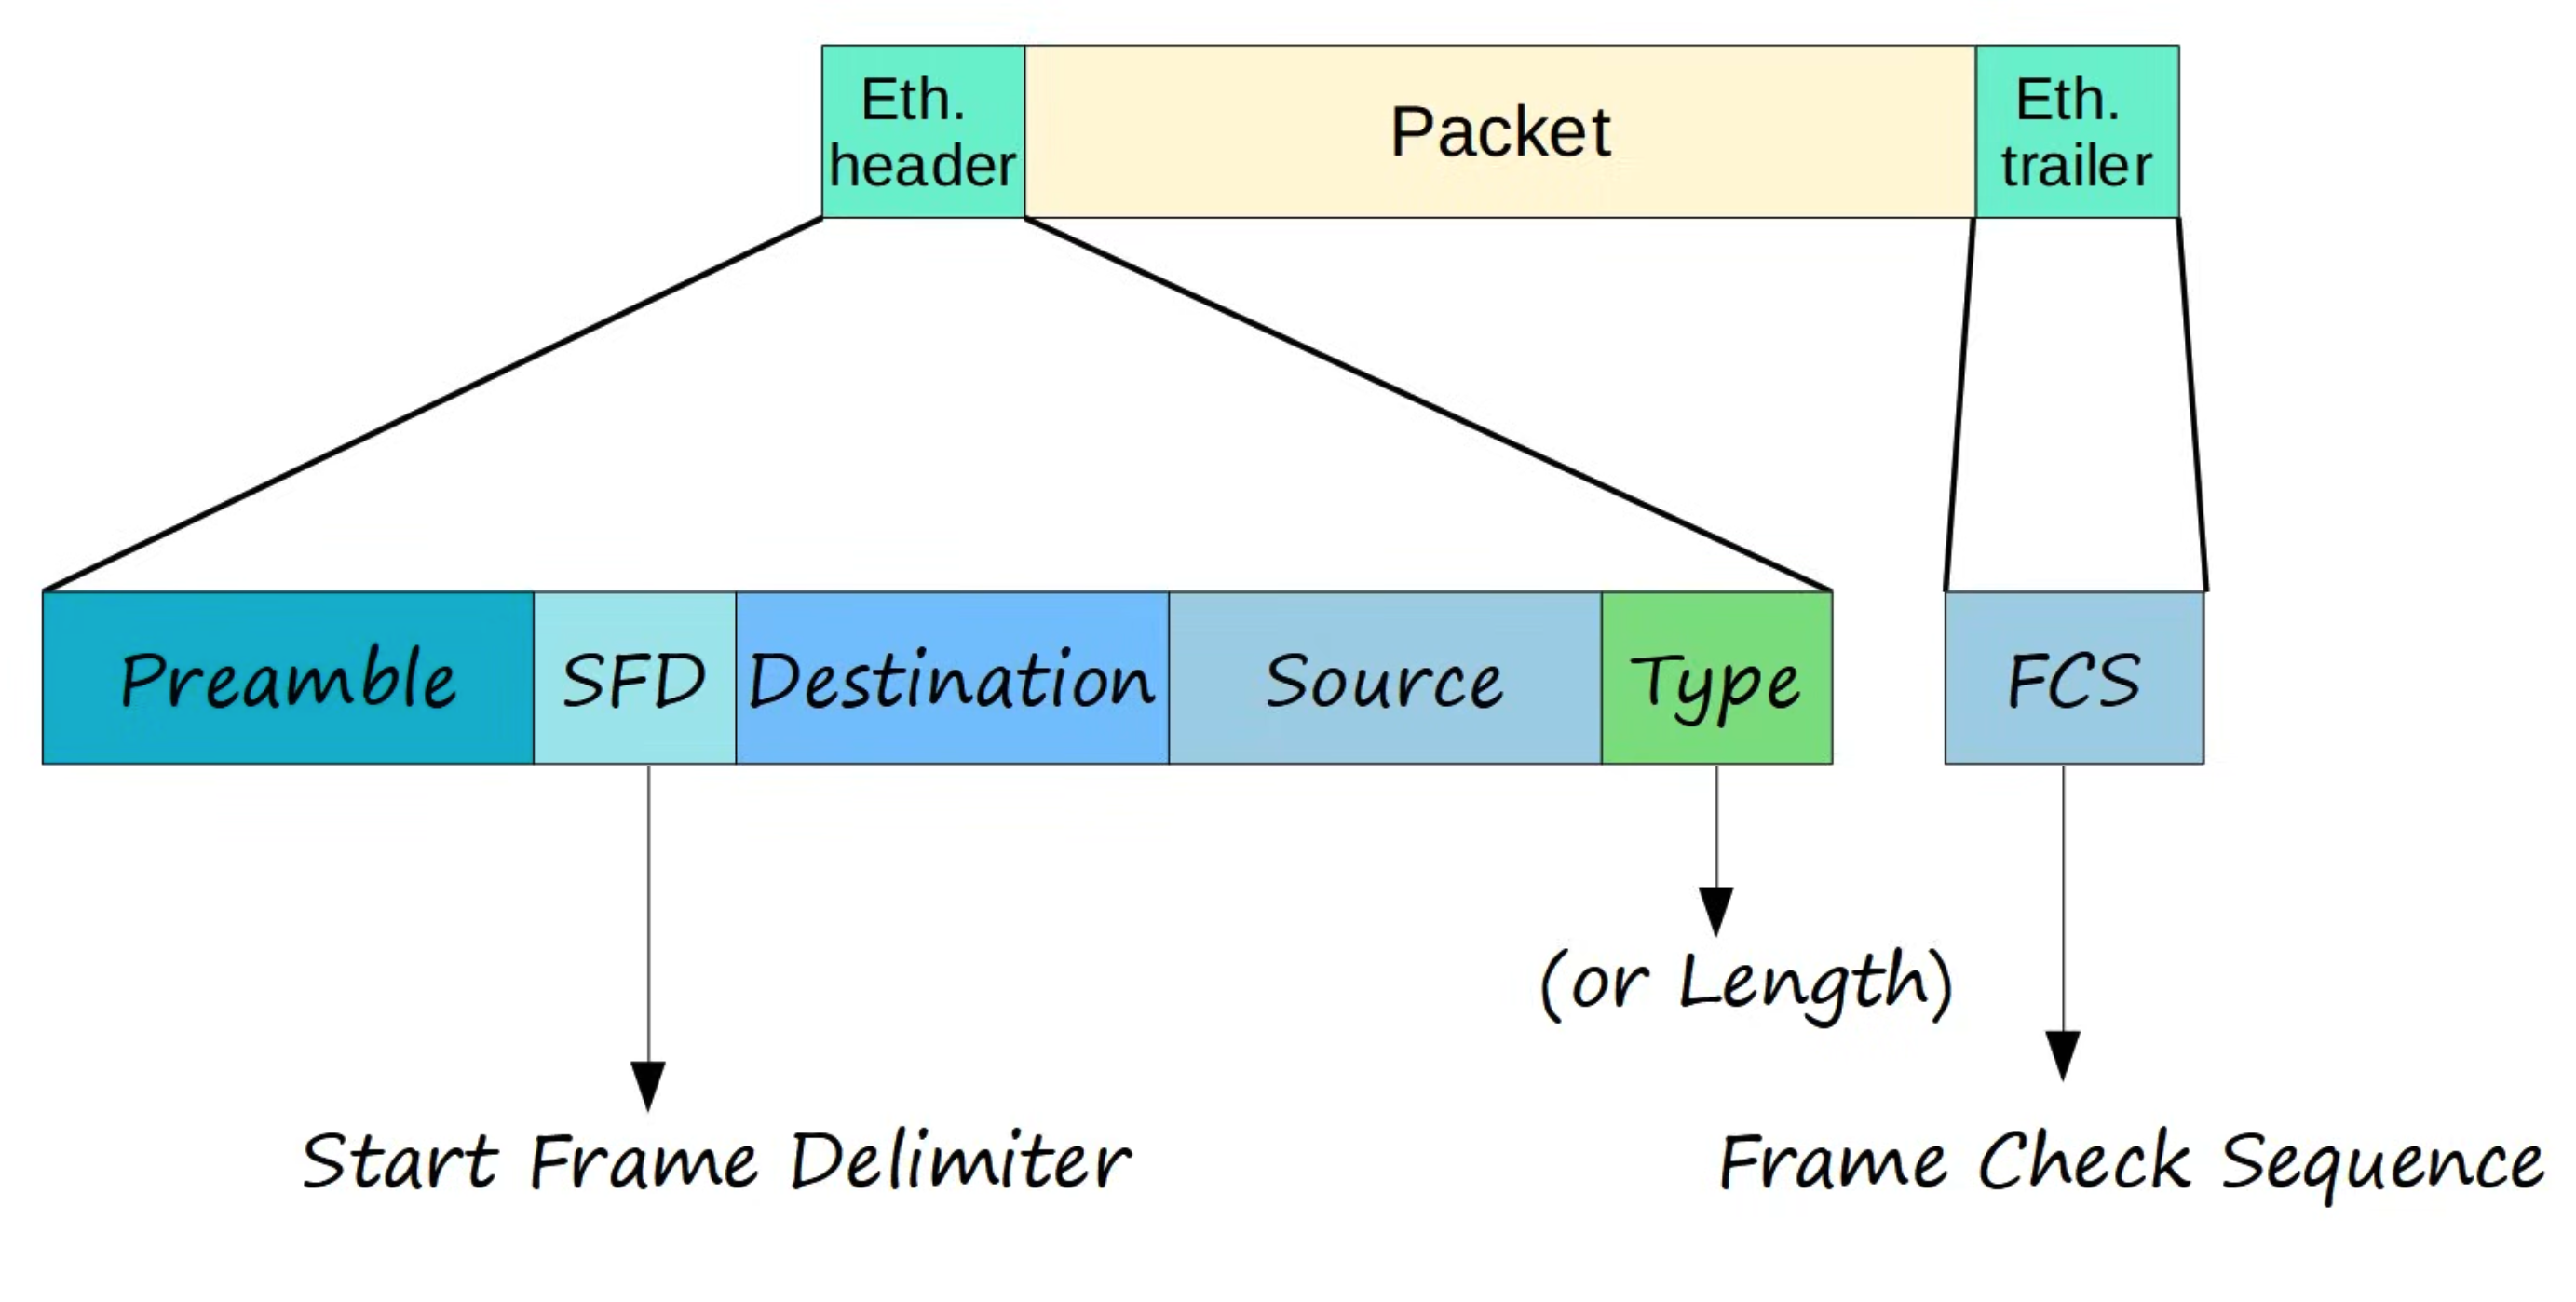 Eth.
header
Packet
Eth.
trailer
Preamble
SFD
Destination
Source
Type
FCS
(or Length)
Start Frame Delimiter
Frame Check Sequence